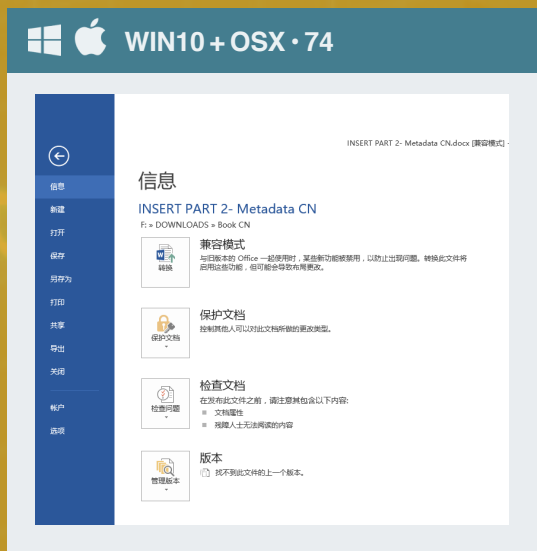 WIN10 + OSX · 74
INSERT PART 2- Metadata CN.docx [兼容模式] -
信息
信息
新建
打开
保存
另存为
打印
共享
导出
关闭
帐户
选项
INSERT PART 2- Metadata CN
F: » DOWNLOADS » Book CN
转换
兼容模式
与旧版本的 Office 一起使用时，某些新功能被禁用，以防止出现问题。转换此文件将
启用这些功能，但可能会导致布局更改。
保护文档
保护文档
控制其他人可以对此文档所做的更改类型。
检查问题
检查文档
在发布此文件之前，请注意其包含以下内容:
文档属性
残障人士无法阅读的内容
管理版本
版本
找不到此文件的上一个版本。